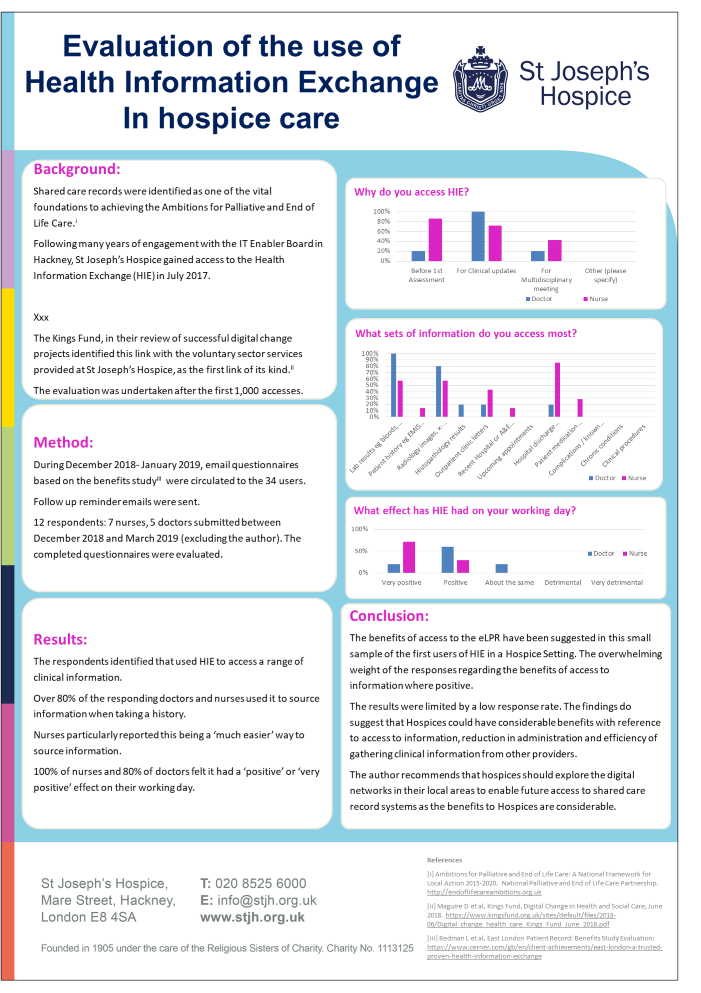 Evaluation of the use of
Health Information Exchange
In hospice care
St Joseph's
Hospice
Background:
Shared care records were identified as one of the vital
foundations to achieving the Ambitions for Palliative and End of
Life Care.i
Following many years of engagement with the IT Enabler Board in
Hackney, St Joseph's Hospice gained access to the Health
Information Exchange (HIE) in July 2017.
Xxx
The Kings Fund, in their review of successful digital change
projects identified this link with the voluntary sector services
provided at St Joseph's Hospice, as the first link of its kind.ii
The evaluation was undertaken after the first 1,000 accesses.
Method:
During December 2018- January 2019, email questionnaires
based on the benefits studyiii were circulated to the 34 users.
Follow up reminder emails were sent.
12 respondents: 7 nurses, 5 doctors submitted between
December 2018 and March 2019 (excluding the author). The
completed questionnaires were evaluated.
Results:
The respondents identified that used HIE to access a range of
clinical information.
Over 80% of the responding doctors and nurses used it to source
information when taking a history.
Nurses particularly reported this being a 'much easier' way to
source information.
100% of nurses and 80% of doctors felt it had a 'positive' or 'very
positive' effect on their working day.
Why do you access HIE?
100%
80%
60%
40%
20%
0%
Before 1st
Assessment
For Clinical updates
For
Multidisciplinary
meeting
Other (please
specify)
Doctor
Nurse
What sets of information do you access most?
100%
90%
80%
70%
60%
50%
40%
30%
20%
10%
0%
Lab results eg bloods,...
Patient history eg EMIS,...
Radiology images, x-...
Histopathology results
Outpatient clinic letters
Recent Hospital or A&E...
Upcoming appointments
Hospital discharge...
Patient medication...
Complications / known...
Chronic conditions
Clinical procedures
Doctor
Nurse
What effect has HIE had on your working day?
100%
50%
0%
Very positive
Positive
About the same
Detrimental
Very detrimental
Doctor
Nurse
Conclusion:
The benefits of access to the eLPR have been suggested in this small
sample of the first users of HIE in a Hospice Setting. The overwhelming
weight of the responses regarding the benefits of access to
information where positive.
The results were limited by a low response rate. The findings do
suggest that Hospices could have considerable benefits with reference
to access to information, reduction in administration and efficiency of
gathering clinical information from other providers.
The author recommends that hospices should explore the digital
networks in their local areas to enable future access to shared care
record systems as the benefits to Hospices are considerable.
St Joseph's Hospice,
Mare Street, Hackney,
London E8 4SA
T: 020 8525 6000
E: info@stjh.org.uk
www.stjh.org.uk
Founded in 1905 under the care of the Religious Sisters of Charity. Charity No. 1113125
References
[i] Ambitions for Palliative and End of Life Care: A National Framework for
Local Action 2015-2020. National Palliative and End of Life Care Partnership.
http://endoflifecareambitions.org.uk
[ii] Maguire D et al, Kings Fund, Digital Change in Health and Social Care, June
2018. https://www.kingsfund.org.uk/sites/default/files/2018-
06/Digital_change_health_care_Kings_Fund_June_2018.pdf
[iii] Redman L et al, East London Patient Record: Benefits Study Evaluation:
https://www.cerner.com/gb/en/client-achievements/east-london-a-trusted-
proven-health-information-exchange